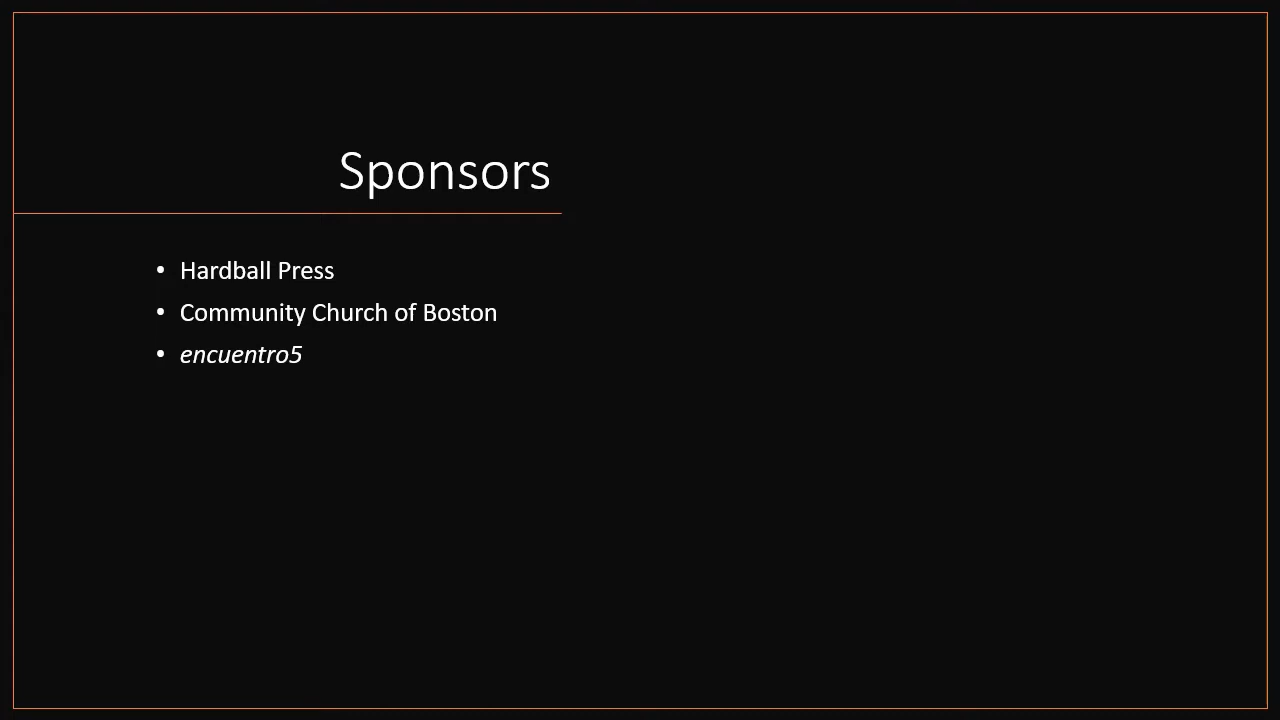 Sponsors
• Hardball Press
• Community Church of Boston
• encuentro5